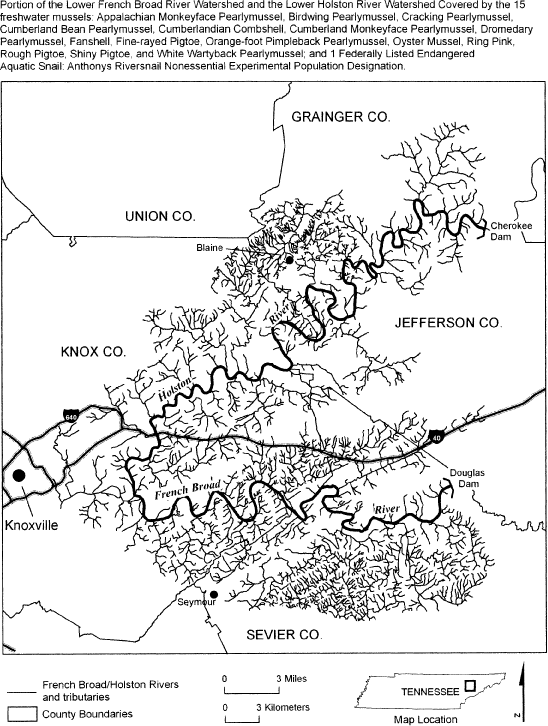 Portion of the Lower French Broad River Watershed and the Lower Holston River Watershed Covered by the 15
freshwater mussels: Appalachian Monkeyface Pearlymussel, Birdwing Pearlymussel, Cracking Pearlymussel,
Cumberland Bean Pearlymussel, Cumberlandian Combshell, Cumberland Monkeyface Pearlymussel, Dromedary
Pearlymussel, Fanshell, Fine-rayed Pigtoe, Orange-foot Pimpleback Pearlymussel, Oyster Mussel, Ring Pink,
Rough Pigtoe, Shiny Pigtoe, and White Wartyback Pearlymussel; and 1 Federally Listed Endangered
Aquatic Snail: Anthonys Riversnail Nonessential Experimental Population Designation.
GRAINGER CO.
UNION CO.
Cherokee
Dam
Blaine
River
JEFFERSON CO.
KNOX CO.
Holston
640
40
Douglas
Dam
French Broad
River
Knoxville
Seymour
SEVIER CO.
French Broad/Holston Rivers
and tributaries
County Boundaries
0 3 Miles
0 3 Kilometers
TENNESSEE
Map Location
N